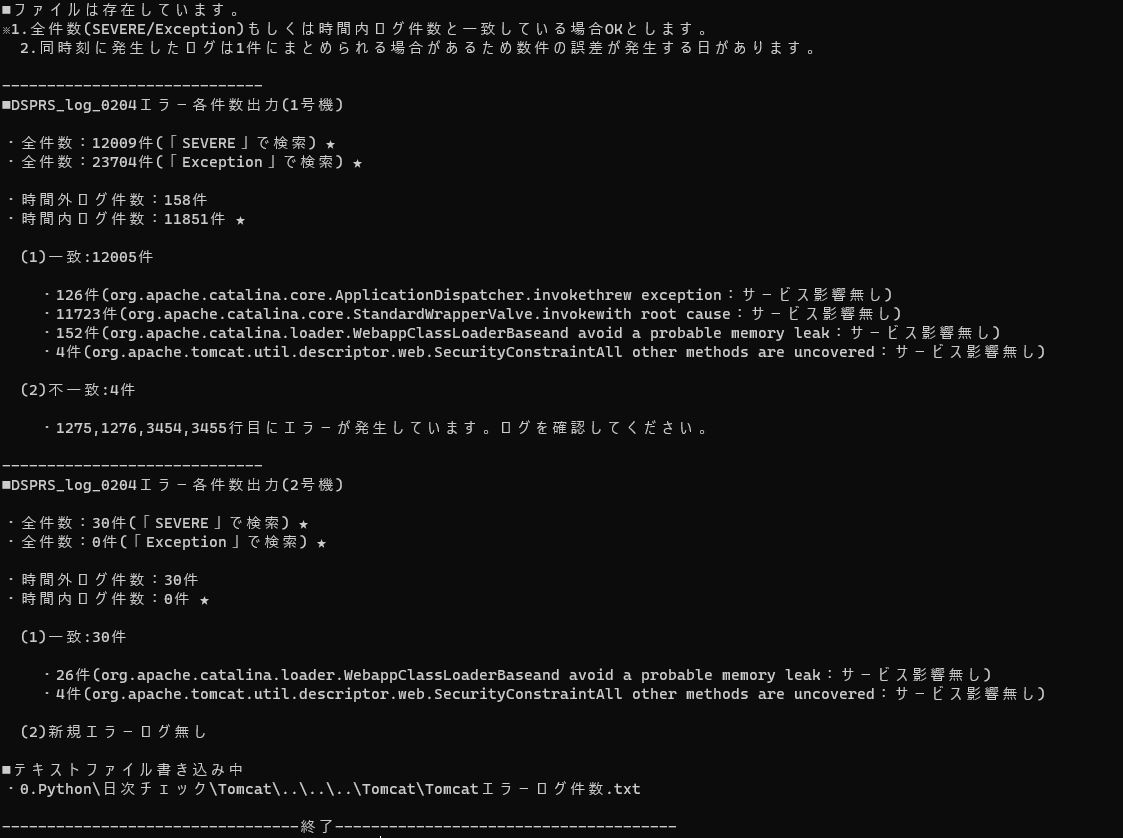 ■ファイルは存在しています。
※1.全件数(SEVERE/Exception)もしくは時間内ログ件数と一致している場合OKとします。
2.同時刻に発生したログは1件にまとめられる場合があるため数件の誤差が発生する日があります。
-----------------------------
■DSPRS_log_0204エラー各件数出力(1号機)
・全件数：12009件(「SEVERE」で検索) ★
・全件数：23704件(「Exception」で検索) ★
・時間外ログ件数：158件
・時間内ログ件数：11851件 ★
(1)一致:12005件
・126件(org.apache.catalina.core.ApplicationDispatcher.invokethrew exception：サービス影響無し)
・11723件(org.apache.catalina.core.StandardWrapperValve.invokewith root cause：サービス影響無し)
・152件(org.apache.catalina.loader.WebappClassLoaderBaseand avoid a probable memory leak：サービス影響無し)
・4件(org.apache.tomcat.util.descriptor.web.SecurityConstraintAll other methods are uncovered：サービス影響無し)
(2)不一致:4件
・1275,1276,3454,3455行目にエラーが発生しています。ログを確認してください。
-----------------------------
■DSPRS_log_0204エラー各件数出力(2号機)
・全件数：30件(「SEVERE」で検索) ★
・全件数：0件(「Exception」で検索) ★
・時間外ログ件数：30件
・時間内ログ件数：0件 ★
(1)一致:30件
・26件(org.apache.catalina.loader.WebappClassLoaderBaseand avoid a probable memory leak：サービス影響無し)
・4件(org.apache.tomcat.util.descriptor.web.SecurityConstraintAll other methods are uncovered：サービス影響無し)
(2)新規エラーログ無し
■テキストファイル書き込み中
・0.Python\日次チェック\Tomcat\..\..\..\Tomcat\Tomcatエラーログ件数.txt
---------------------------------終了--------------------------------------